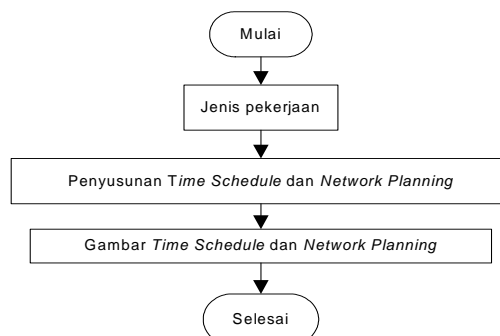 Mulai
Jenis pekerjaan
Penyusunan Time Schedule dan Network Planning
Gambar Time Schedule dan Network Planning
Selesai